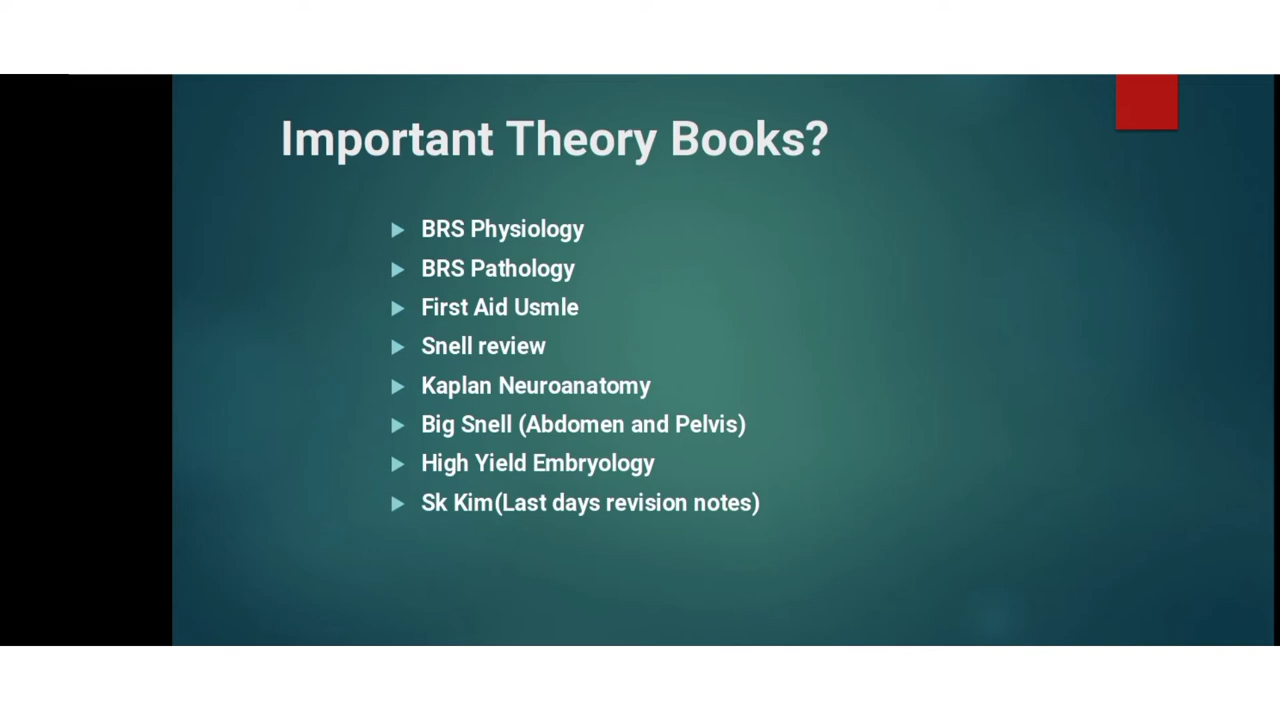 Important Theory Books?
BRS Physiology
BRS Pathology
First Aid Usmle
Snell review
Kaplan Neuroanatomy
Big Snell (Abdomen and Pelvis)
High Yield Embryology
Sk Kim(Last days revision notes)